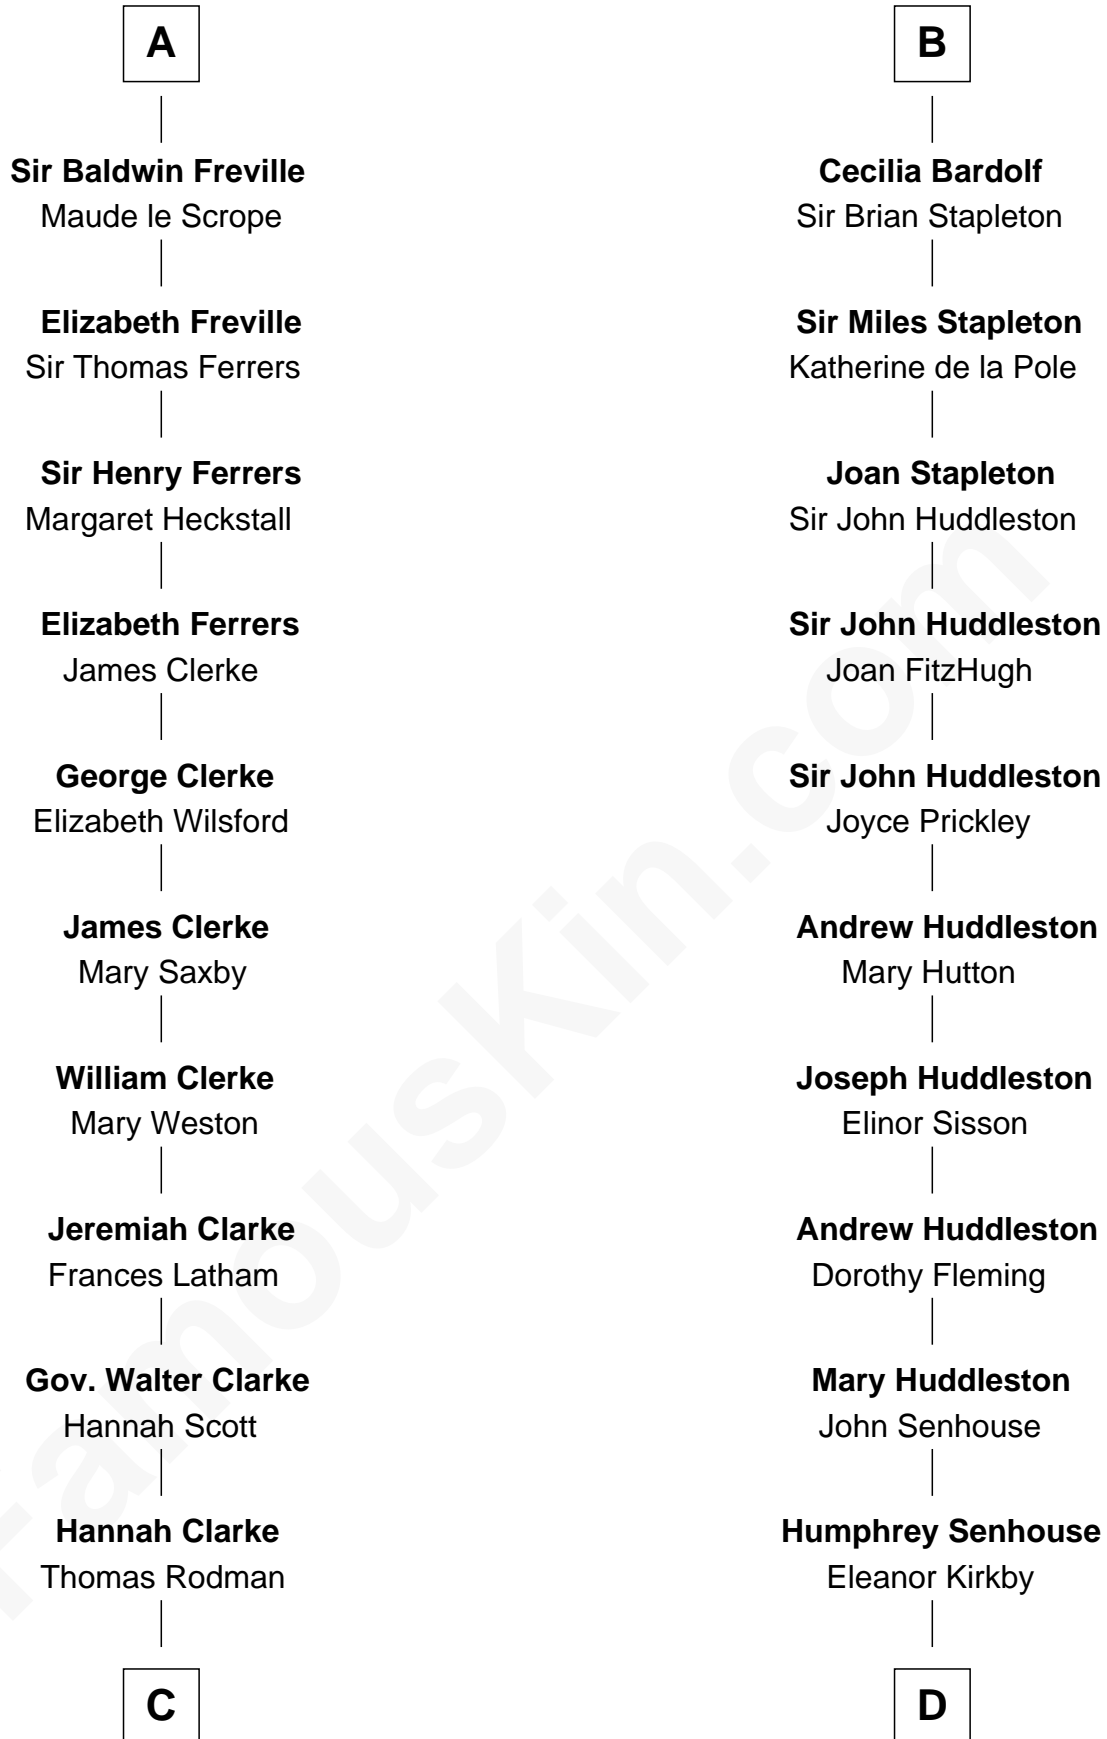 A
Sir Baldwin Freville
Maude le Scrope
Elizabeth Freville
Sir Thomas Ferrers
Sir Henry Ferrers
Margaret Heckstall
Elizabeth Ferrers
James Clerke
George Clerke
Elizabeth Wilsford
James Clerke
Mary Saxby
William Clerke
Mary Weston
Jeremiah Clarke
Frances Latham
Gov. Walter Clarke
Hannah Scott
Hannah Clarke
Thomas Rodman
C
B
Cecilia Bardolf
Sir Brian Stapleton
Sir Miles Stapleton
Katherine de la Pole
Joan Stapleton
Sir John Huddleston
Sir John Huddleston
Joan FitzHugh
Sir John Huddleston
Joyce Prickley
Andrew Huddleston
Mary Hutton
Joseph Huddleston
Elinor Sisson
Andrew Huddleston
Dorothy Fleming
Mary Huddleston
John Senhouse
Humphrey Senhouse
Eleanor Kirkby
D
FamousKin.com